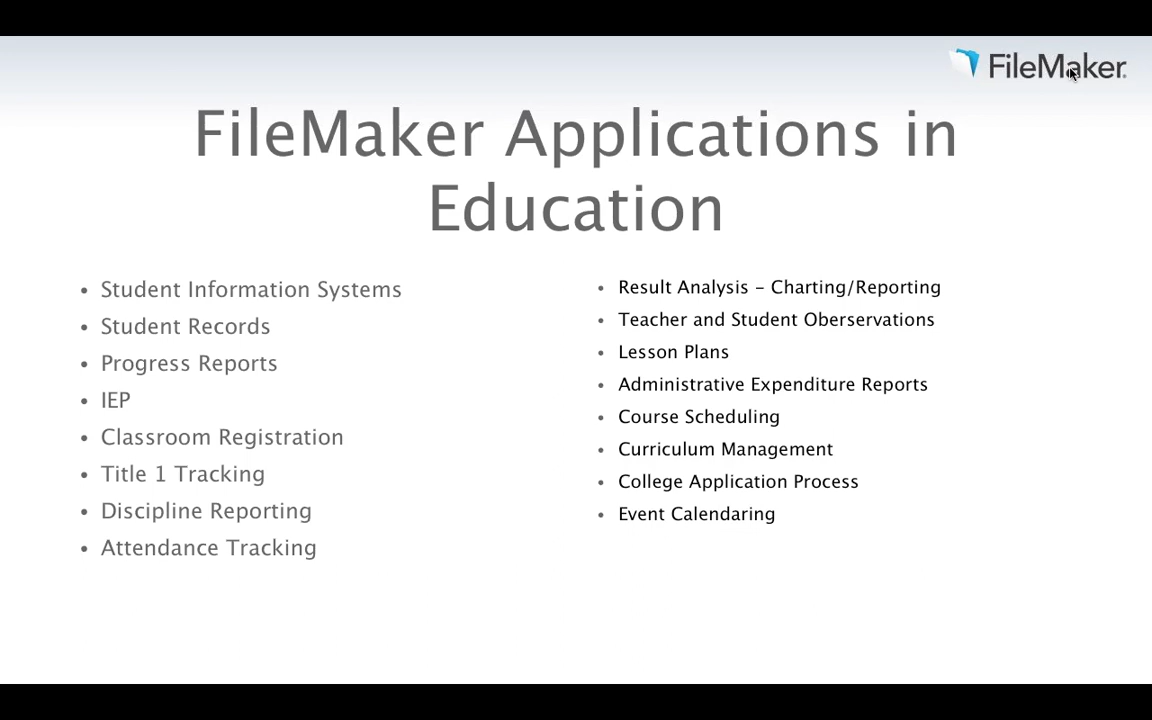 FileMaker
FileMaker Applications in
Education
• Student Information Systems
• Student Records
• Progress Reports
• IEP
• Classroom Registration
• Title 1 Tracking
• Discipline Reporting
• Attendance Tracking
• Result Analysis – Charting/Reporting
• Teacher and Student Oberservations
• Lesson Plans
• Administrative Expenditure Reports
• Course Scheduling
• Curriculum Management
• College Application Process
• Event Calendaring